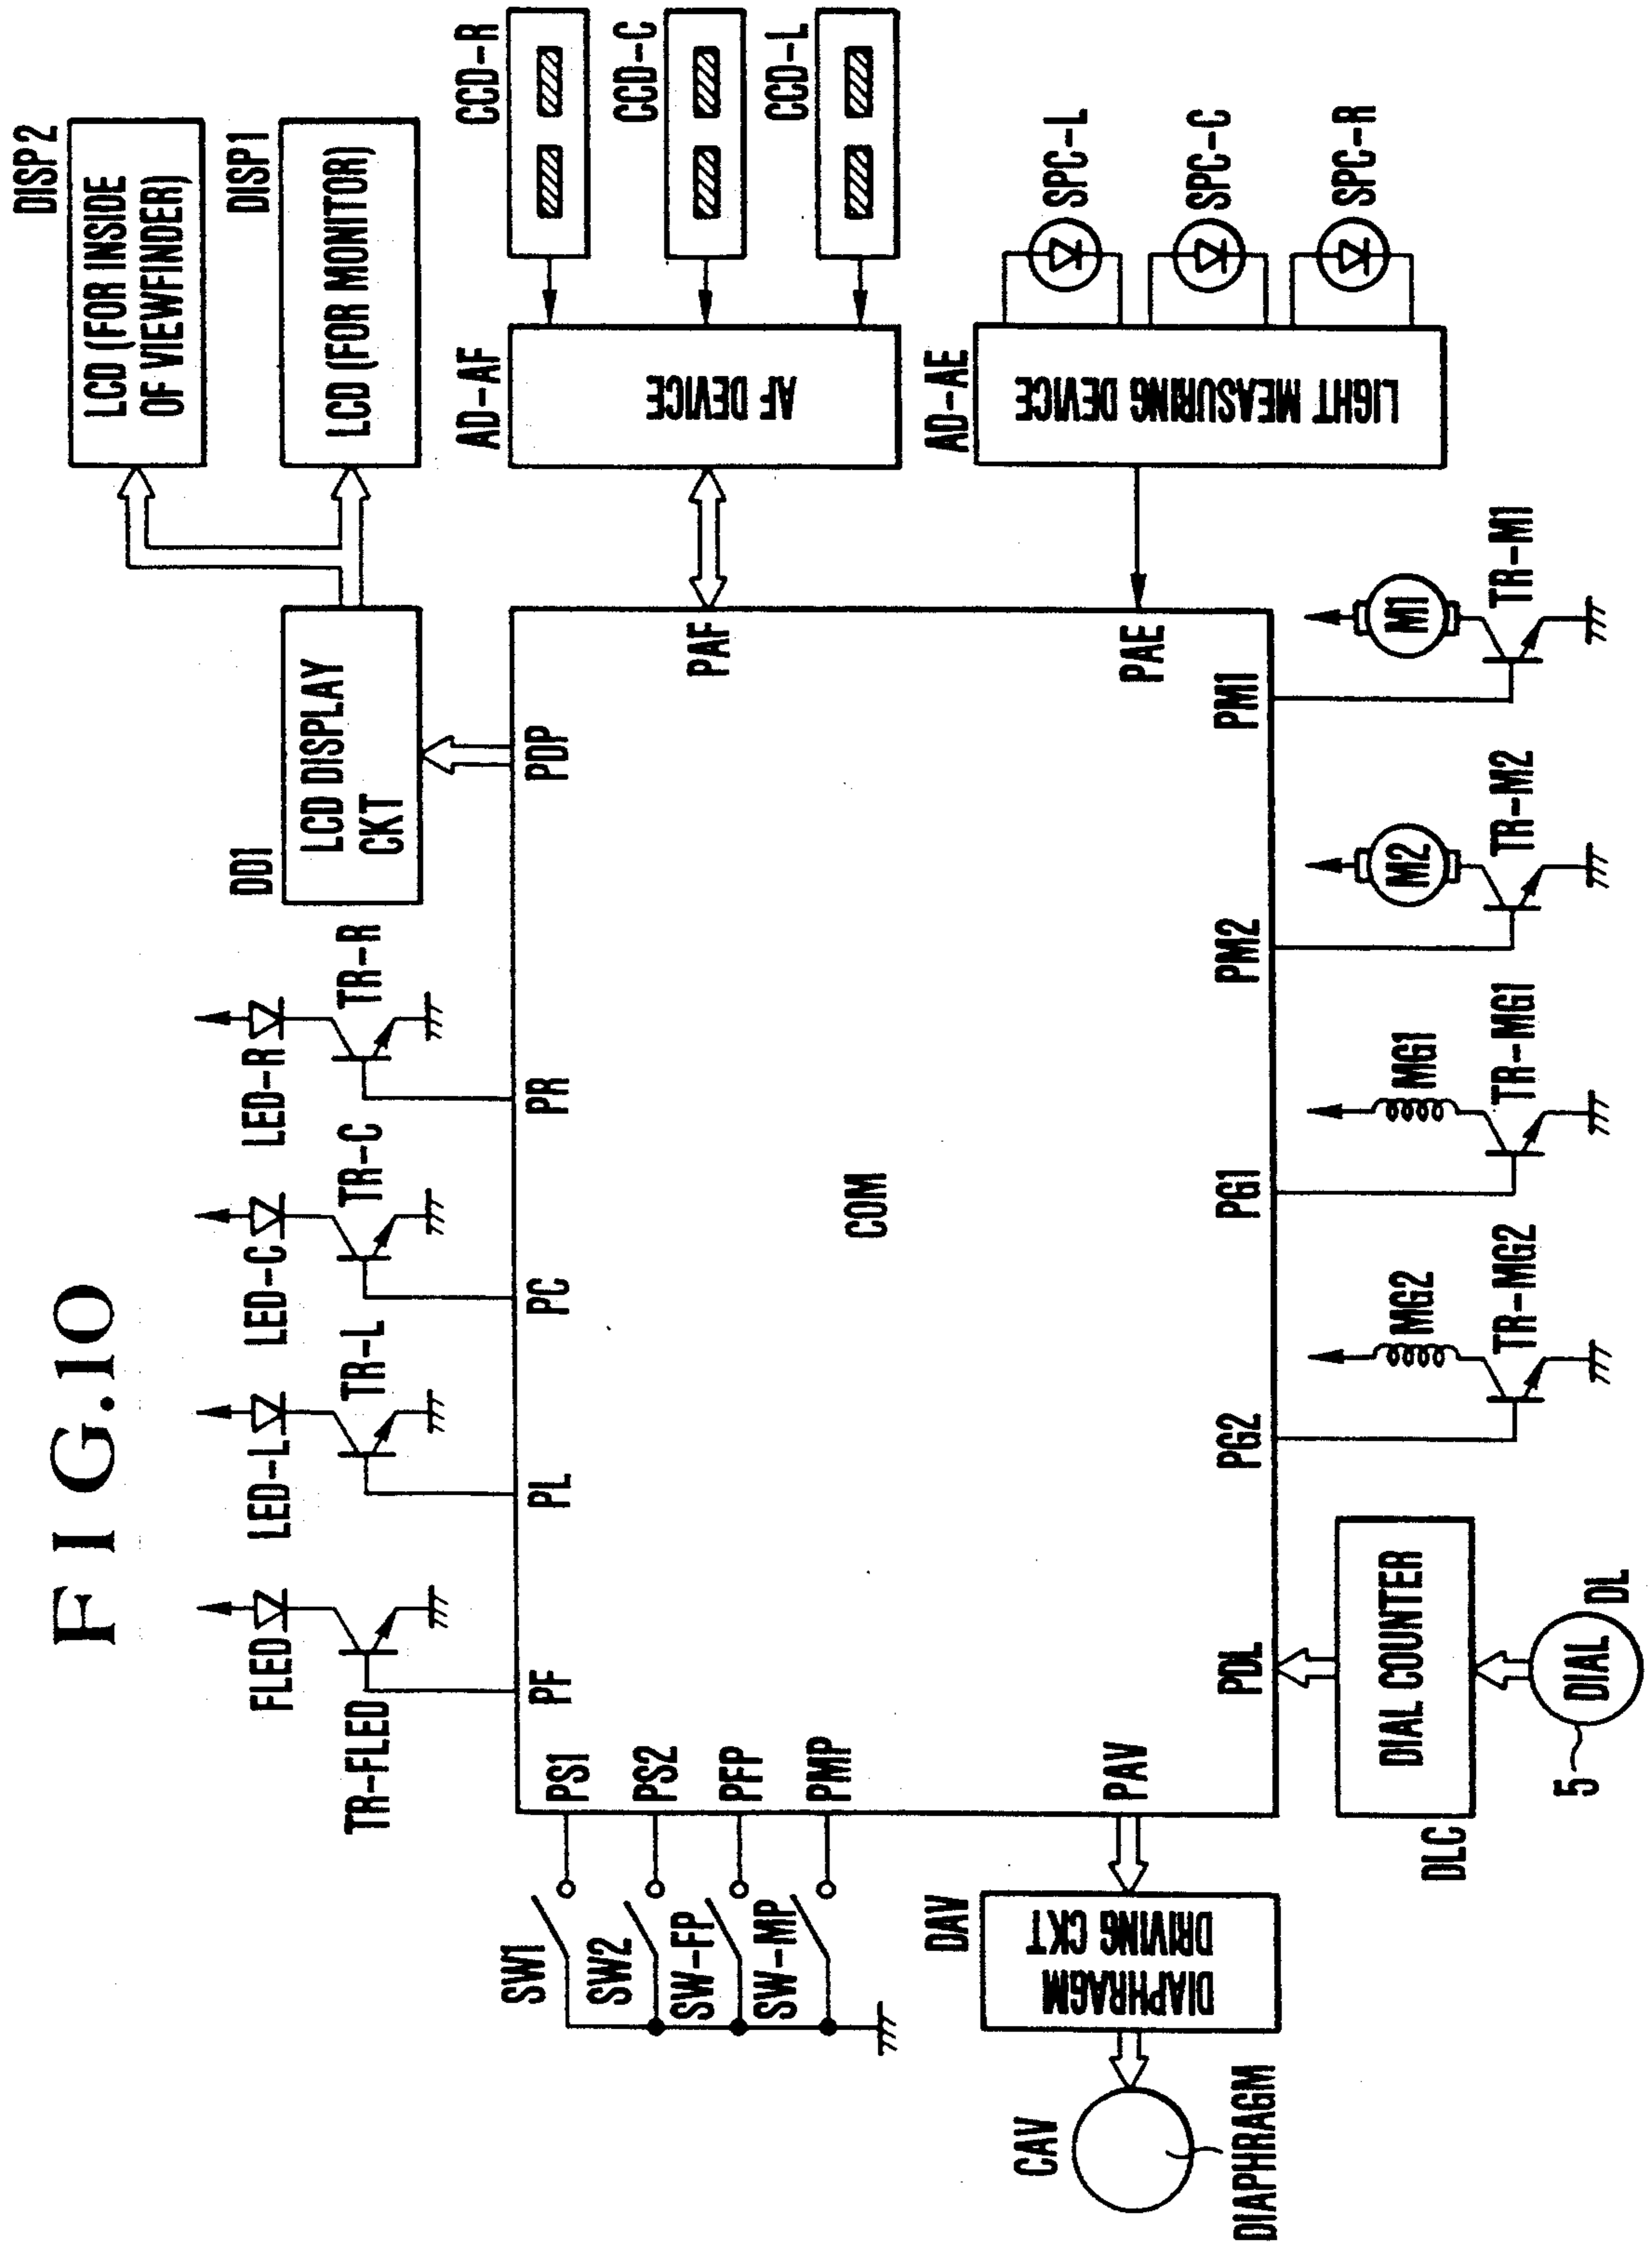 FIG.10
DISP2
LCD (FOR INSIDE
OF VIEWFINDER)
DISP1
LCD (FOR MONITOR)
DD1
LCD DISPLAY
CKT
FLED
TR-FLED
LED-L
TR-L
LED-C
TR-C
LED-R
TR-R
CCD-R
CCD-C
CCD-L
AD-AF
AF DEVICE
AD-AE
LIGHT MEASURING DEVICE
SPC-L
SPC-C
SPC-R
PF
PL
PC
PR
PDP
PAF
PAE
PS1
PS2
PFP
PMP
PAV
COM
PDL
PG2
PG1
PM2
PM1
SW1
SW2
SW-FP
SW-MP
DAV
DIAPHRAGM
DRIVING CKT
CAV
DIAPHRAGM
DLC
DIAL COUNTER
DIAL
DL
5
MG2
TR-MG2
MG1
TR-MG1
M2
TR-M2
M1
TR-M1